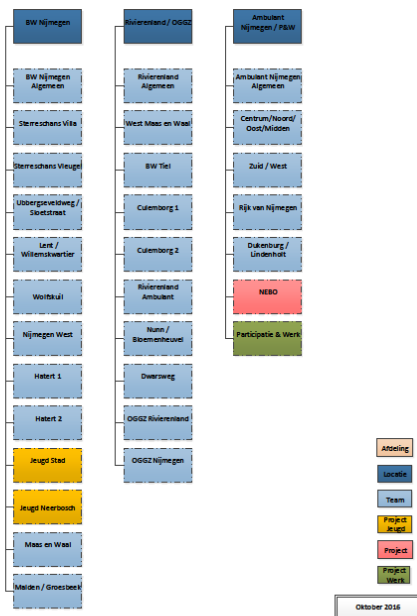 BW Nijmegen
BW Nijmegen
Algemeen
Sterreschans Villa
Sterreschans Vleugel
Ubbergseveldweg /
Sloetstraat
Lent /
Willemskwartier
Wolfskuil
Nijmegen West
Hatert 1
Hatert 2
Jeugd Stad
Jeugd Neerbosch
Maas en Waal
Malden / Groesbeek
Rivierenland / OGGZ
Rivierenland
Algemeen
West Maas en Waal
BW Tiel
Culemborg 1
Culemborg 2
Rivierenland
Ambulant
Nunn /
Bloemenheuvel
Dwarsweg
OGGZ Rivierenland
OGGZ Nijmegen
Ambulant
Nijmegen / P&W
Ambulant Nijmegen
Algemeen
Centrum/Noord/
Oost/Midden
Zuid / West
Rijk van Nijmegen
Dukenburg /
Lindenholt
NEBO
Participatie & Werk
Afdeling
Locatie
Team
Project
Jeugd
Project
Project
Werk
Oktober 2016